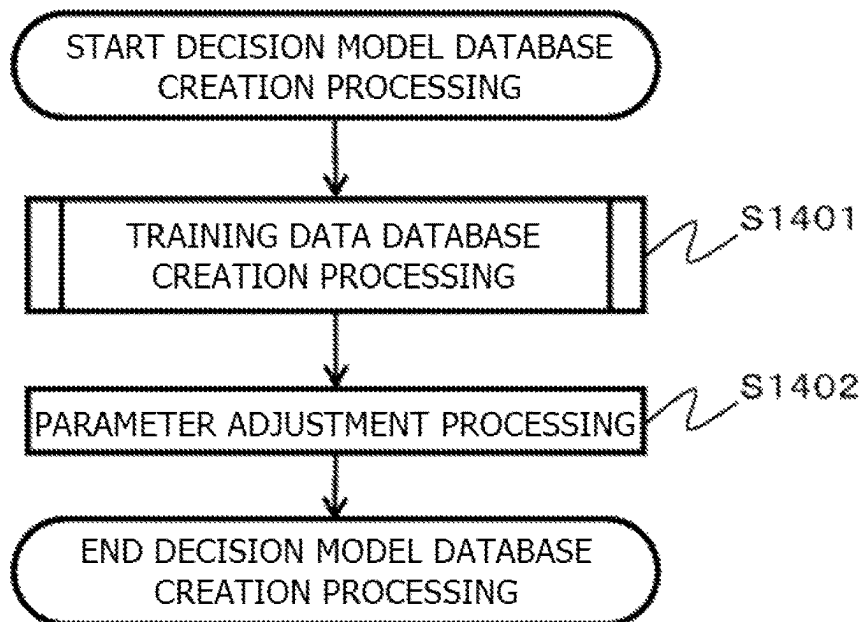 START DECISION MODEL DATABASE
CREATION PROCESSING
TRAINING DATA DATABASE
CREATION PROCESSING
S1401
PARAMETER ADJUSTMENT PROCESSING
S1402
END DECISION MODEL DATABASE
CREATION PROCESSING